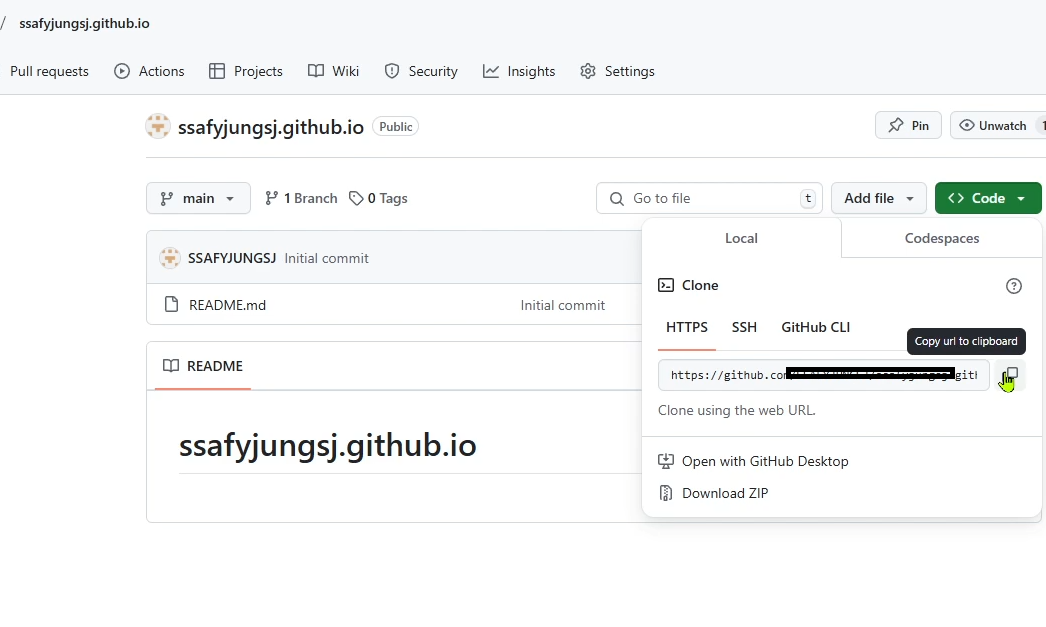 / ssafyjungsj.github.io
Pull requests Actions Projects Wiki Security Insights Settings
ssafyjungsj.github.io Public Pin Unwatch 1
main 1 Branch 0 Tags Go to file t Add file <> Code
Local Codespaces
SSAFYJUNGSJ Initial commit
Clone
README.md Initial commit
HTTPS SSH GitHub CLI
Copy url to clipboard
README
https://github.com
Clone using the web URL.
ssafyjungsj.github.io
Open with GitHub Desktop
Download ZIP